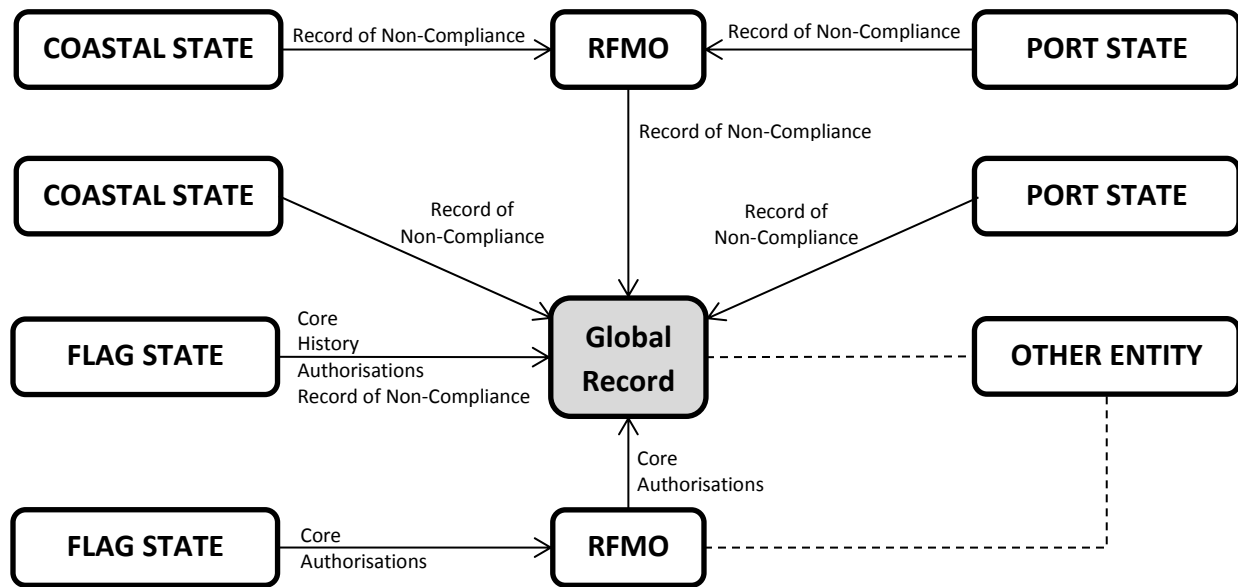 COASTAL STATE
Record of Non-Compliance
RFMO
Record of Non-Compliance
PORT STATE
Record of Non-Compliance
COASTAL STATE
Record of
Non-Compliance
Record of
Non-Compliance
PORT STATE
FLAG STATE
Core
History
Authorisations
Record of Non-Compliance
Global
Record
OTHER ENTITY
Core
Authorisations
FLAG STATE
Core
Authorisations
RFMO